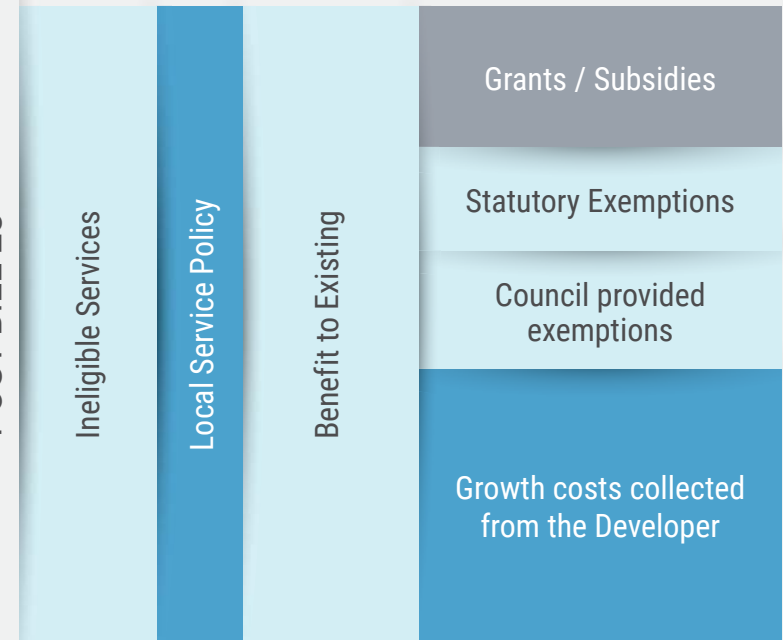 Ineligible Services
Local Service Policy
Benefit to Existing
Grants / Subsidies
Statutory Exemptions
Council provided
exemptions
Growth costs collected
from the Developer